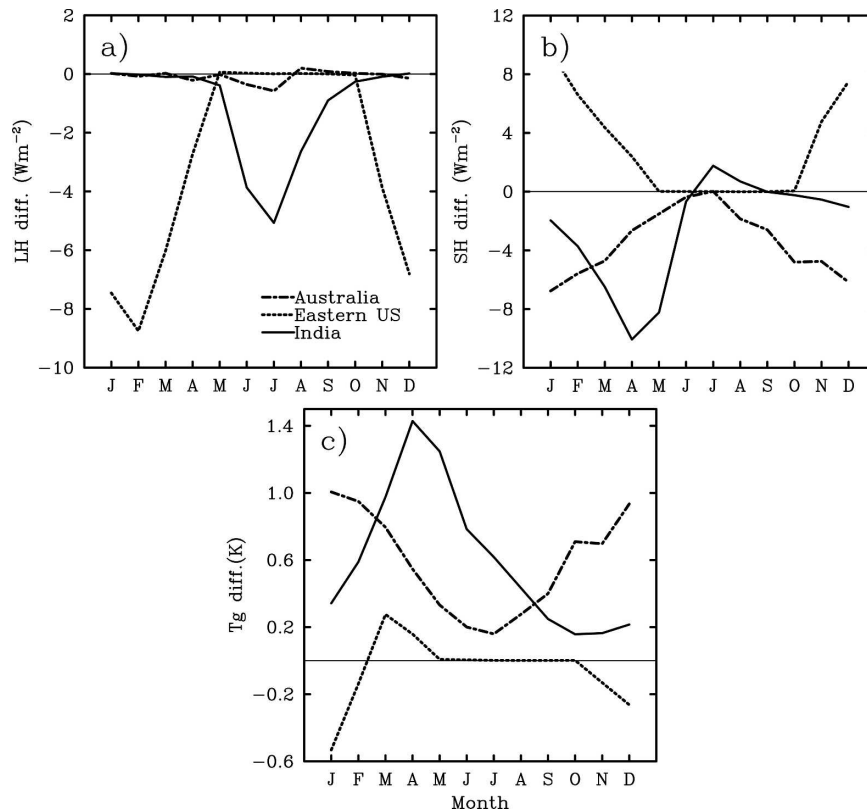 a)
LH diff. (Wm⁻²)
2
0
-2
-4
-6
-8
-10
Australia
Eastern US
India
J F M A M J J A S O N D
b)
SH diff. (Wm⁻²)
12
8
4
0
-4
-8
-12
J F M A M J J A S O N D
c)
Tg diff.(K)
1.4
1.0
0.6
0.2
-0.2
-0.6
J F M A M J J A S O N D
Month